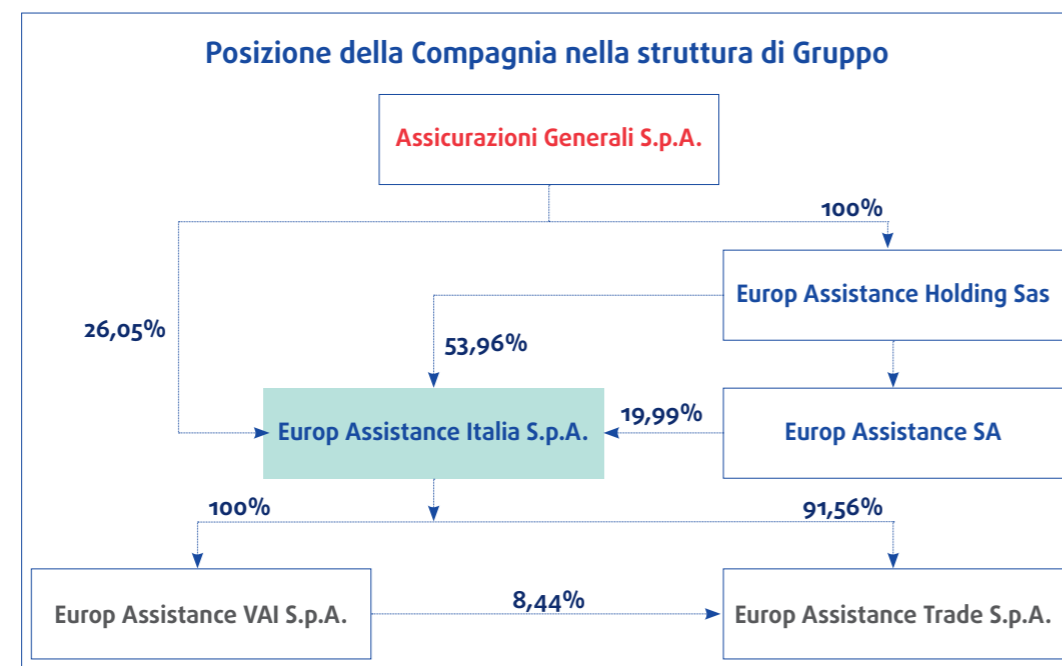 Posizione della Compagnia nella struttura di Gruppo
Assicurazioni Generali S.p.A.
100%
Europ Assistance Holding Sas
26,05%
53,96%
Europ Assistance Italia S.p.A.
19,99%
Europ Assistance SA
100%
91,56%
Europ Assistance VAI S.p.A.
8,44%
Europ Assistance Trade S.p.A.